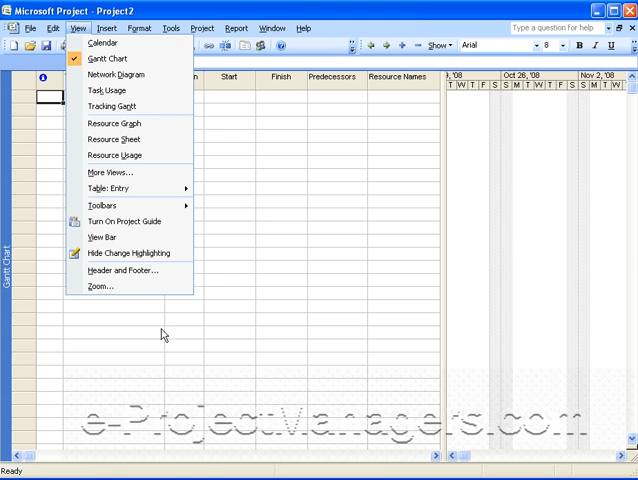 Microsoft Project - Project2
File Edit View Insert Format Tools Project Report Window Help Type a question for help
Show Arial 8 B I U
Calendar
Gantt Chart
Network Diagram
Task Usage
Tracking Gantt
Resource Graph
Resource Sheet
Resource Usage
More Views...
Table: Entry
Toolbars
Turn On Project Guide
View Bar
Hide Change Highlighting
Header and Footer...
Zoom...
n Start Finish Predecessors Resource Names
9, '08 Oct 26, '08 Nov 2, '08
T W T F S S M T W T F S S M T W T
Gantt Chart
e-ProjectManagers.com
Ready